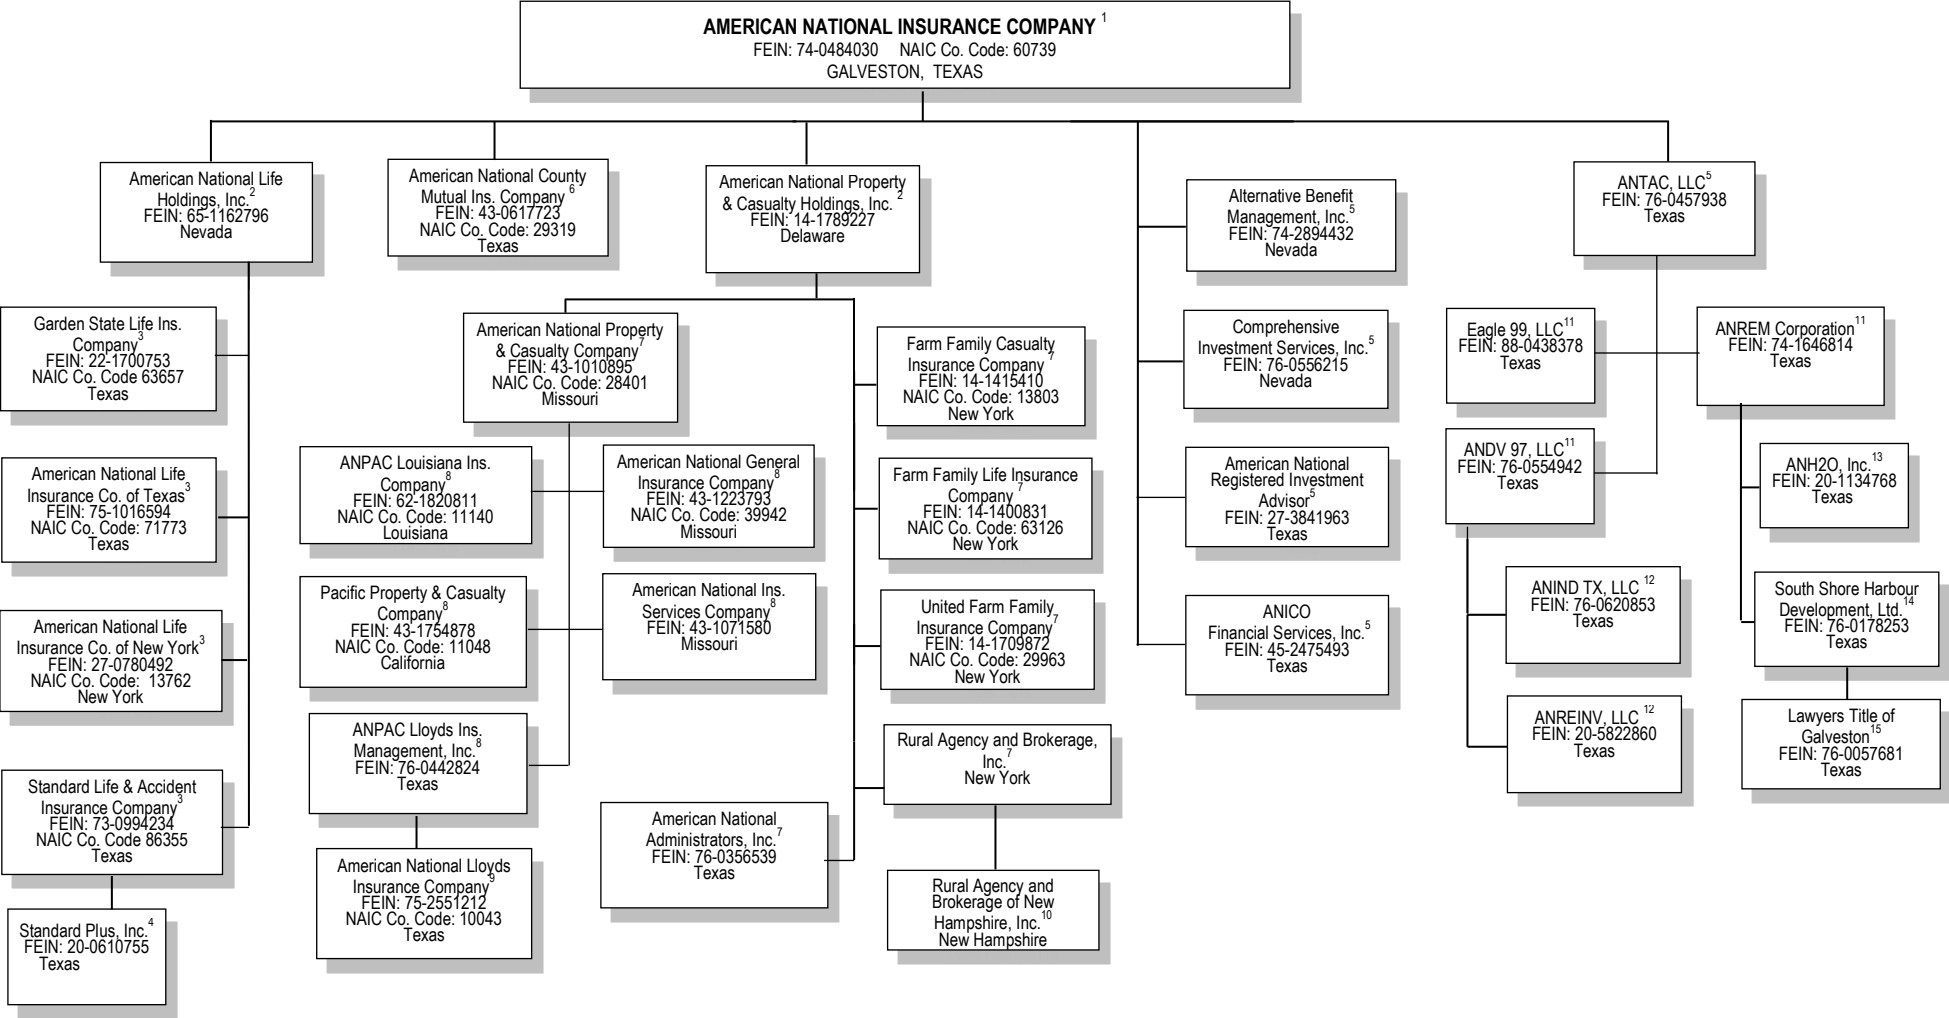 AMERICAN NATIONAL INSURANCE COMPANY 1
FEIN: 74-0484030 NAIC Co. Code: 60739
GALVESTON, TEXAS
American National Life
Holdings, Inc.2
FEIN: 65-1162796
Nevada
American National County
Mutual Ins. Company 6
FEIN: 43-0617723
NAIC Co. Code: 29319
Texas
American National Property
& Casualty Holdings, Inc. 2
FEIN: 14-1789227
Delaware
Alternative Benefit
Management, Inc.5
FEIN: 74-2894432
Nevada
ANTAC, LLC5
FEIN: 76-0457938
Texas
Garden State Life Ins.
Company3
FEIN: 22-1700753
NAIC Co. Code 63657
Texas
American National Property
& Casualty Company7
FEIN: 43-1010895
NAIC Co. Code: 28401
Missouri
Farm Family Casualty
Insurance Company 7
FEIN: 14-1415410
NAIC Co. Code: 13803
New York
Comprehensive
Investment Services, Inc.5
FEIN: 76-0556215
Nevada
Eagle 99, LLC11
FEIN: 88-0438378
Texas
ANREM Corporation11
FEIN: 74-1646814
Texas
American National Life
Insurance Co. of Texas3
FEIN: 75-1016594
NAIC Co. Code: 71773
Texas
ANPAC Louisiana Ins.
Company8
FEIN: 62-1820811
NAIC Co. Code: 11140
Louisiana
American National General
Insurance Company8
FEIN: 43-1223793
NAIC Co. Code: 39942
Missouri
Farm Family Life Insurance
Company 7
FEIN: 14-1400831
NAIC Co. Code: 63126
New York
American National
Registered Investment
Advisor5
FEIN: 27-3841963
Texas
ANDV 97, LLC11
FEIN: 76-0554942
Texas
ANH2O, Inc.13
FEIN: 20-1134768
Texas
American National Life
Insurance Co. of New York3
FEIN: 27-0780492
NAIC Co. Code: 13762
New York
Pacific Property & Casualty
Company8
FEIN: 43-1754878
NAIC Co. Code: 11048
California
American National Ins.
Services Company8
FEIN: 43-1071580
Missouri
United Farm Family
Insurance Company7
FEIN: 14-1709872
NAIC Co. Code: 29963
New York
ANICO
Financial Services, Inc.5
FEIN: 45-2475493
Texas
ANIND TX, LLC 12
FEIN: 76-0620853
Texas
South Shore Harbour
Development, Ltd.14
FEIN: 76-0178253
Texas
Standard Life & Accident
Insurance Company3
FEIN: 73-0994234
NAIC Co. Code 86355
Texas
ANPAC Lloyds Ins.
Management, Inc.8
FEIN: 76-0442824
Texas
Rural Agency and Brokerage,
Inc.7
New York
ANREINV, LLC 12
FEIN: 20-5822860
Texas
Lawyers Title of
Galveston15
FEIN: 76-0057681
Texas
Standard Plus, Inc.4
FEIN: 20-0610755
Texas
American National Lloyds
Insurance Company9
FEIN: 75-2551212
NAIC Co. Code: 10043
Texas
American National
Administrators, Inc.7
FEIN: 76-0356539
Texas
Rural Agency and
Brokerage of New
Hampshire, Inc.10
New Hampshire